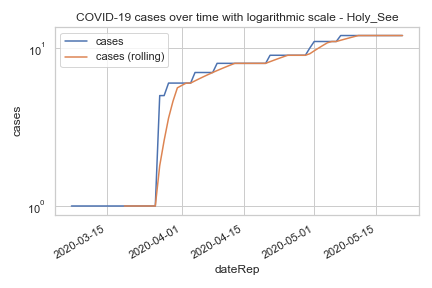 COVID-19 cases over time with logarithmic scale - Holy_See
cases
cases (rolling)
10¹
10⁰
cases
2020-03-15
2020-04-01
2020-04-15
2020-05-01
2020-05-15
dateRep